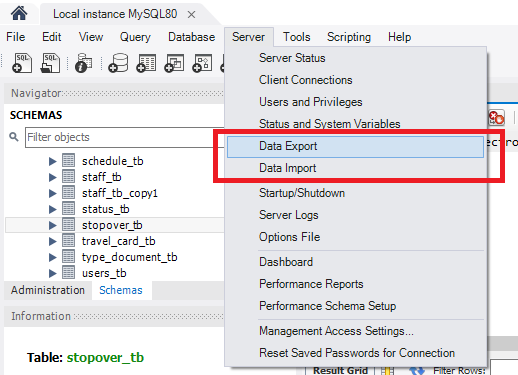 Local instance MySQL80
File Edit View Query Database Server Tools Scripting Help
SQL SQL
Server Status
Client Connections
Users and Privileges
Status and System Variables
Data Export
Data Import
Startup/Shutdown
Server Logs
Options File
Dashboard
Performance Reports
Performance Schema Setup
Management Access Settings...
Reset Saved Passwords for Connection
Navigator
SCHEMAS
Filter objects
schedule_tb
staff_tb
staff_tb_copy1
status_tb
stopover_tb
travel_card_tb
type_document_tb
users_tb
Administration Schemas
Information
Table: stopover_tb
ectro
Result Grid Filter Rows: